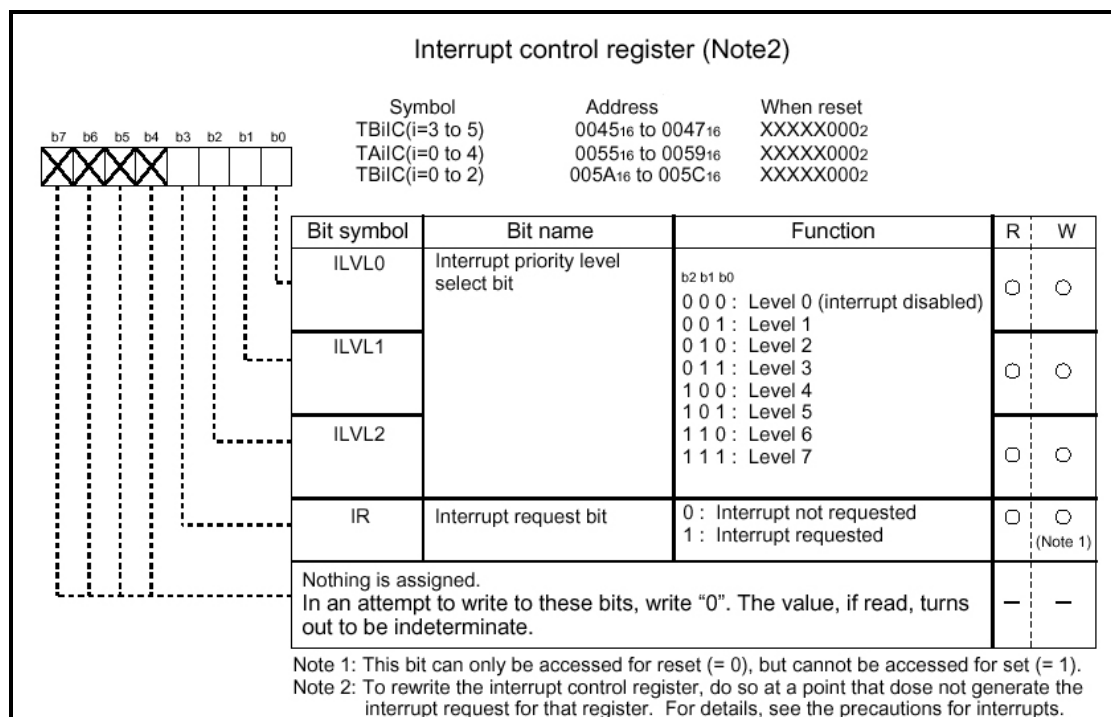 Interrupt control register (Note2)
Symbol Address When reset
TBiIC(i=3 to 5) 004516 to 004716 XXXXX0002
TAiIC(i=0 to 4) 005516 to 005916 XXXXX0002
TBiIC(i=0 to 2) 005A16 to 005C16 XXXXX0002
b7 b6 b5 b4 b3 b2 b1 b0
Bit symbol Bit name Function R W
ILVL0 Interrupt priority level
select bit
b2 b1 b0
0 0 0 : Level 0 (interrupt disabled)
0 0 1 : Level 1
ILVL1
0 1 0 : Level 2
0 1 1 : Level 3
1 0 0 : Level 4
1 0 1 : Level 5
ILVL2
1 1 0 : Level 6
1 1 1 : Level 7
IR Interrupt request bit 0 : Interrupt not requested
1 : Interrupt requested
(Note 1)
Nothing is assigned.
In an attempt to write to these bits, write “0”. The value, if read, turns
out to be indeterminate.
Note 1: This bit can only be accessed for reset (= 0), but cannot be accessed for set (= 1).
Note 2: To rewrite the interrupt control register, do so at a point that dose not generate the
interrupt request for that register. For details, see the precautions for interrupts.